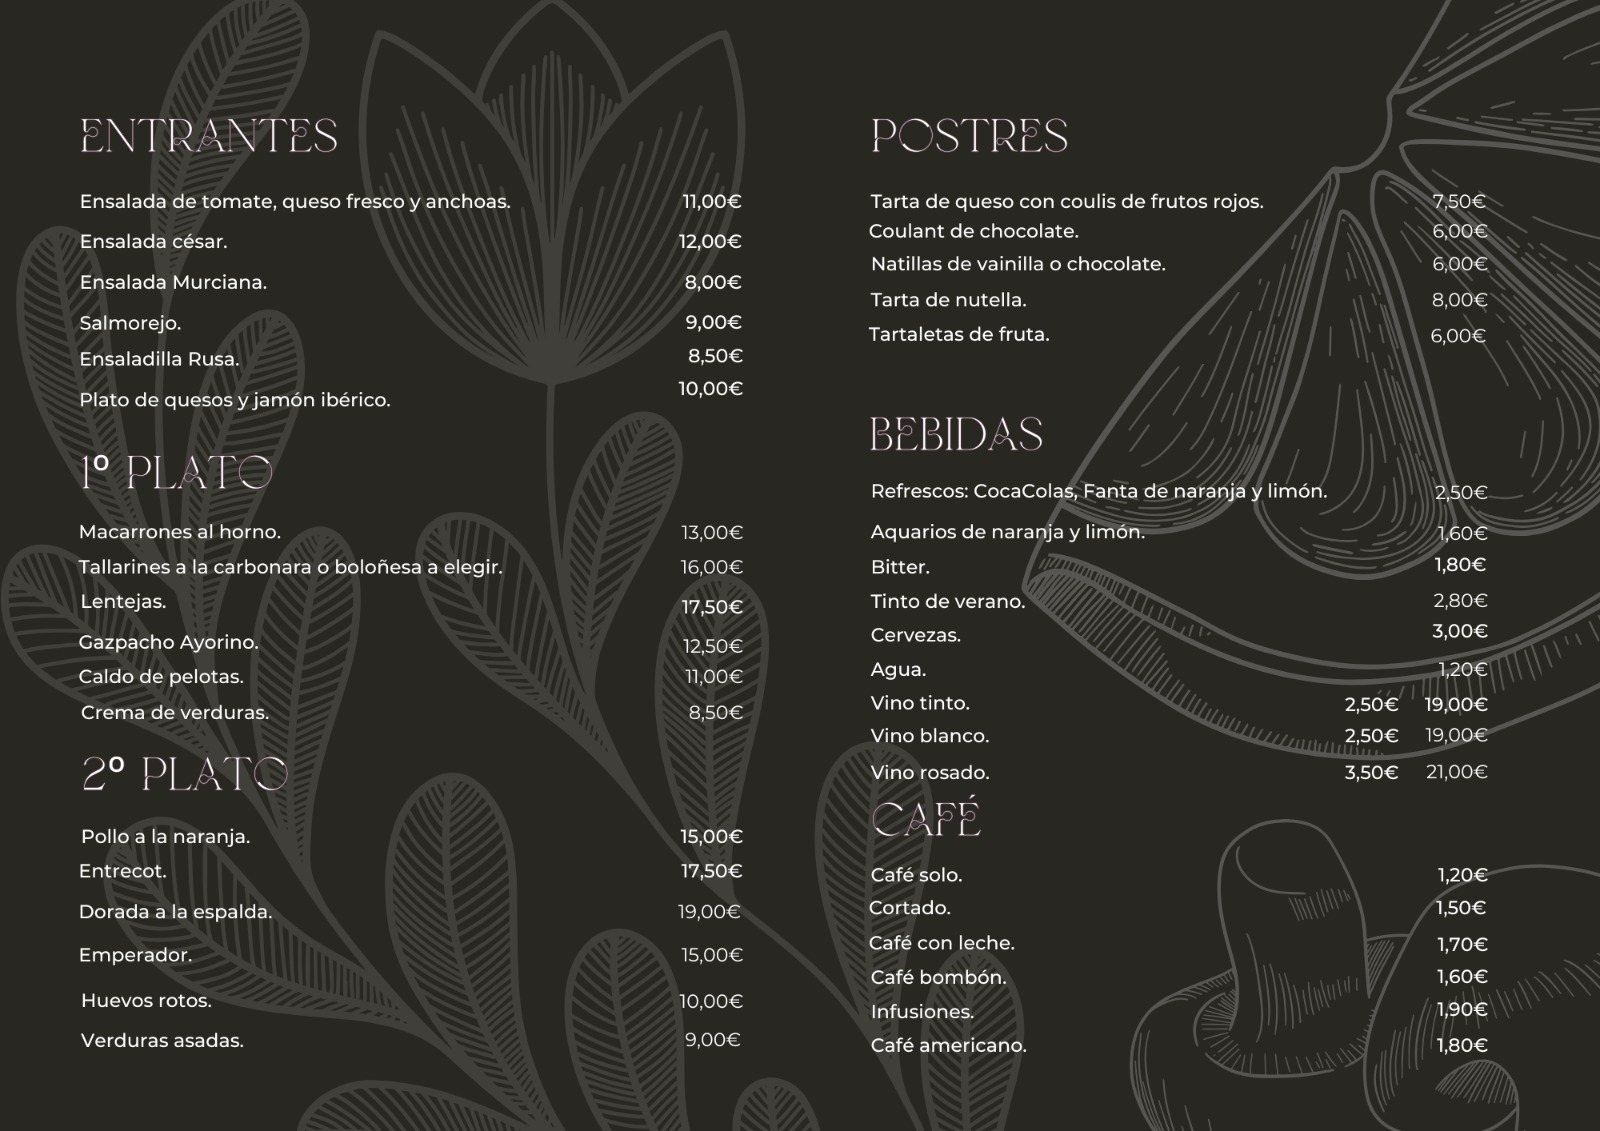 ENTRANTES
Ensalada de tomate, queso fresco y anchoas. 11,00€
Ensalada césar. 12,00€
Ensalada Murciana. 8,00€
Salmorejo. 9,00€
Ensaladilla Rusa. 8,50€
Plato de quesos y jamón ibérico. 10,00€
1º PLATO
Macarrones al horno. 13,00€
Tallarines a la carbonara o boloñesa a elegir. 16,00€
Lentejas. 17,50€
Gazpacho Ayorino. 12,50€
Caldo de pelotas. 11,00€
Crema de verduras. 8,50€
2º PLATO
Pollo a la naranja. 15,00€
Entrecot. 17,50€
Dorada a la espalda. 19,00€
Emperador. 15,00€
Huevos rotos. 10,00€
Verduras asadas. 9,00€
POSTRES
Tarta de queso con coulis de frutos rojos. 7,50€
Coulant de chocolate. 6,00€
Natillas de vainilla o chocolate. 6,00€
Tarta de nutella. 8,00€
Tartaletas de fruta. 6,00€
BEBIDAS
Refrescos: CocaColas, Fanta de naranja y limón. 2,50€
Aquarios de naranja y limón. 1,60€
Bitter. 1,80€
Tinto de verano. 2,80€
Cervezas. 3,00€
Agua. 1,20€
Vino tinto. 2,50€ 19,00€
Vino blanco. 2,50€ 19,00€
Vino rosado. 3,50€ 21,00€
CAFÉ
Café solo. 1,20€
Cortado. 1,50€
Café con leche. 1,70€
Café bombón. 1,60€
Infusiones. 1,90€
Café americano. 1,80€